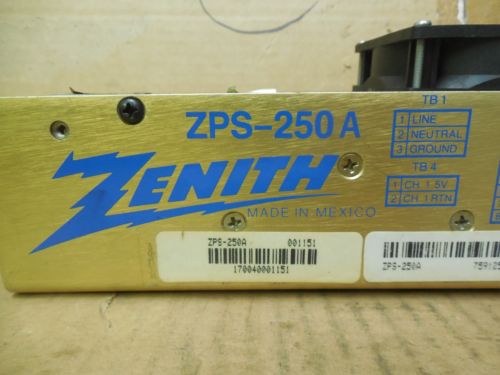 ZPS-250A
ZENITH
MADE IN MEXICO
TB 1
1 LINE
2 NEUTRAL
3 GROUND
TB 4
1 CH 1 5V
2 CH 1 RTN
ZPS-250A 001151
170040001151
ZPS-250A